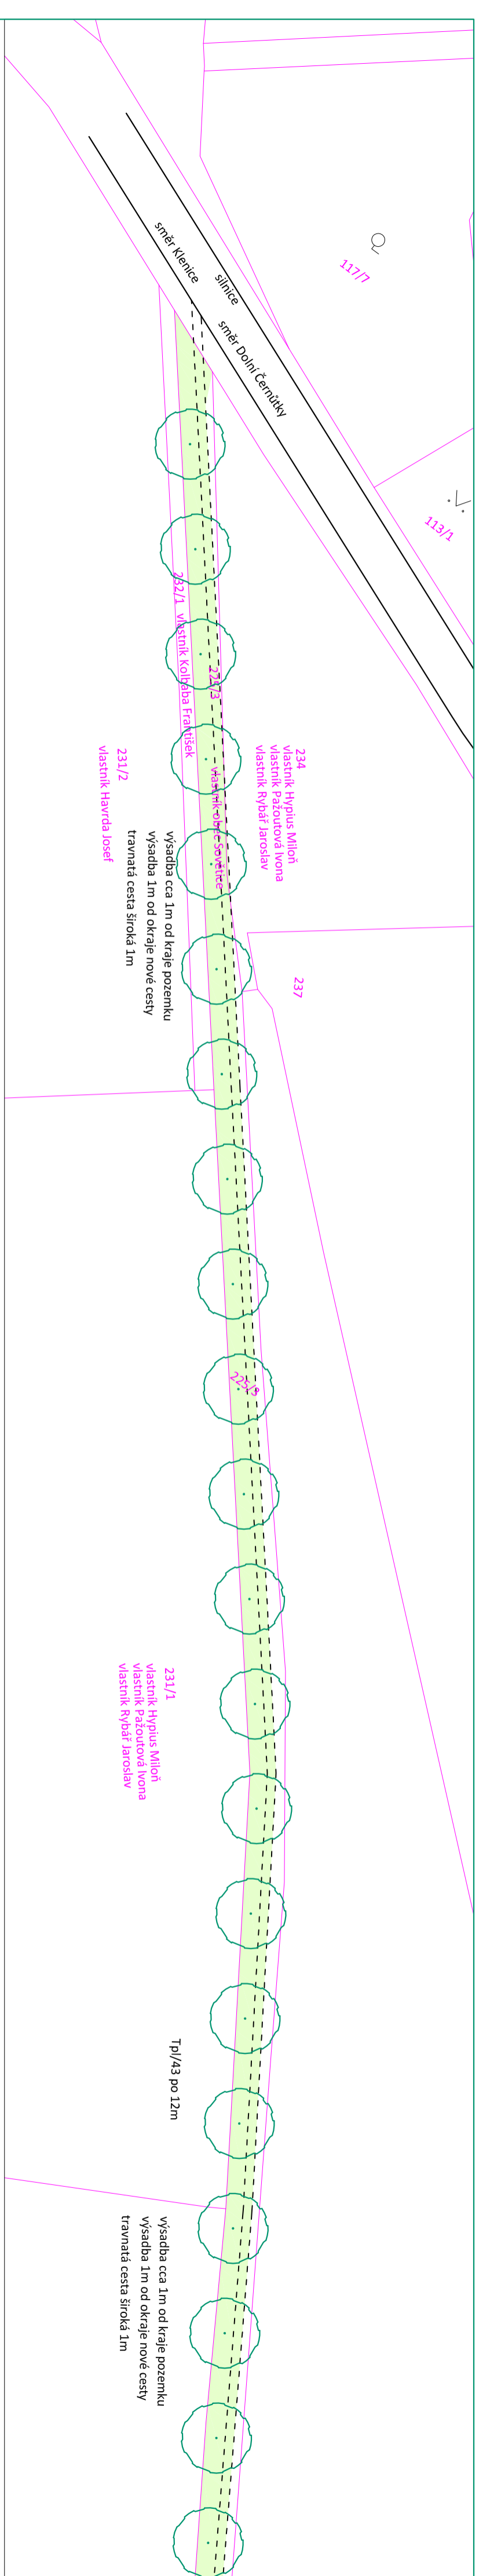 směr Klenice
silnice
směr Dolní Černůtky
117/7
113/1
232/1 vlastník Kolbaba František
225/3
vlastník obec Sovětice
234
vlastník Hypius Miloň
vlastník Pažoutová Ivona
vlastník Rybář Jaroslav
231/2
vlastník Havrda Josef
výsadba cca 1m od kraje pozemku
výsadba 1m od okraje nové cesty
travnatá cesta široká 1m
237
225/3
231/1
vlastník Hypius Miloň
vlastník Pažoutová Ivona
vlastník Rybář Jaroslav
Tpl/43 po 12m
výsadba cca 1m od kraje pozemku
výsadba 1m od okraje nové cesty
travnatá cesta široká 1m